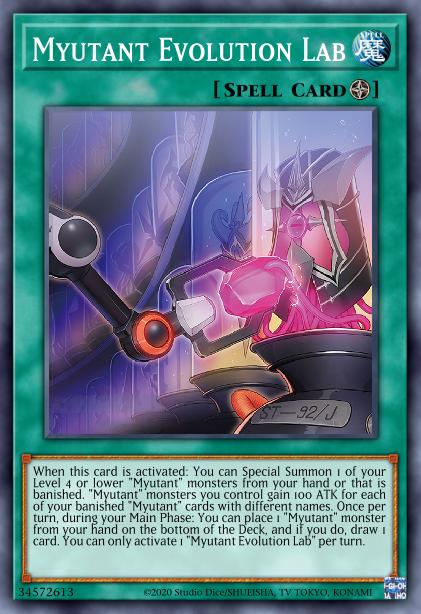 Myutant Evolution Lab
SPELL
魔
[Spell Card]
ST-92/J
When this card is activated: You can Special Summon 1 of your
Level 4 or lower "Myutant" monsters from your hand or that is
banished. "Myutant" monsters you control gain 100 ATK for each
of your banished "Myutant" cards with different names. Once per
turn, during your Main Phase: You can place 1 "Myutant" monster
from your hand on the bottom of the Deck, and if you do, draw 1
card. You can only activate 1 "Myutant Evolution Lab" per turn.
34572613
©2020 Studio Dice/SHUEISHA, TV TOKYO, KONAMI